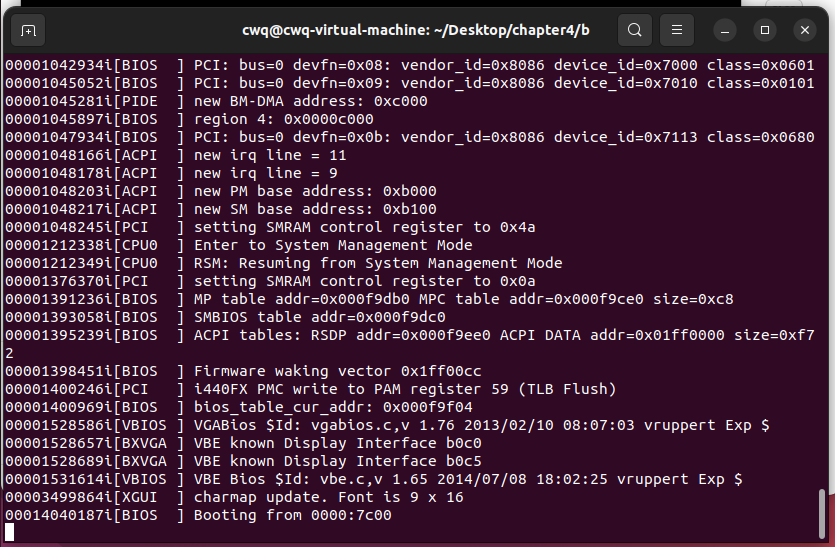 cwq@cwq-virtual-machine: ~/Desktop/chapter4/b
00001042934i[BIOS  ] PCI: bus=0 devfn=0x08: vendor_id=0x8086 device_id=0x7000 class=0x0601
00001045052i[BIOS  ] PCI: bus=0 devfn=0x09: vendor_id=0x8086 device_id=0x7010 class=0x0101
00001045281i[PIDE  ] new BM-DMA address: 0xc000
00001045897i[BIOS  ] region 4: 0x0000c000
00001047934i[BIOS  ] PCI: bus=0 devfn=0x0b: vendor_id=0x8086 device_id=0x7113 class=0x0680
00001048166i[ACPI  ] new irq line = 11
00001048178i[ACPI  ] new irq line = 9
00001048203i[ACPI  ] new PM base address: 0xb000
00001048217i[ACPI  ] new SM base address: 0xb100
00001048245i[PCI   ] setting SMRAM control register to 0x4a
00001212338i[CPU0  ] Enter to System Management Mode
00001212349i[CPU0  ] RSM: Resuming from System Management Mode
00001376370i[PCI   ] setting SMRAM control register to 0x0a
00001391236i[BIOS  ] MP table addr=0x000f9db0 MPC table addr=0x000f9ce0 size=0xc8
00001393058i[BIOS  ] SMBIOS table addr=0x000f9dc0
00001395239i[BIOS  ] ACPI tables: RSDP addr=0x000f9ee0 ACPI DATA addr=0x01ff0000 size=0xf7
2
00001398451i[BIOS  ] Firmware waking vector 0x1ff00cc
00001400246i[PCI   ] i440FX PMC write to PAM register 59 (TLB Flush)
00001400969i[BIOS  ] bios_table_cur_addr: 0x000f9f04
00001528586i[VBIOS ] VGABios $Id: vgabios.c,v 1.76 2013/02/10 08:07:03 vruppert Exp $
00001528657i[BXVGA ] VBE known Display Interface b0c0
00001528689i[BXVGA ] VBE known Display Interface b0c5
00001531614i[VBIOS ] VBE Bios $Id: vbe.c,v 1.65 2014/07/08 18:02:25 vruppert Exp $
00003499864i[XGUI  ] charmap update. Font is 9 x 16
00014040187i[BIOS  ] Booting from 0000:7c00